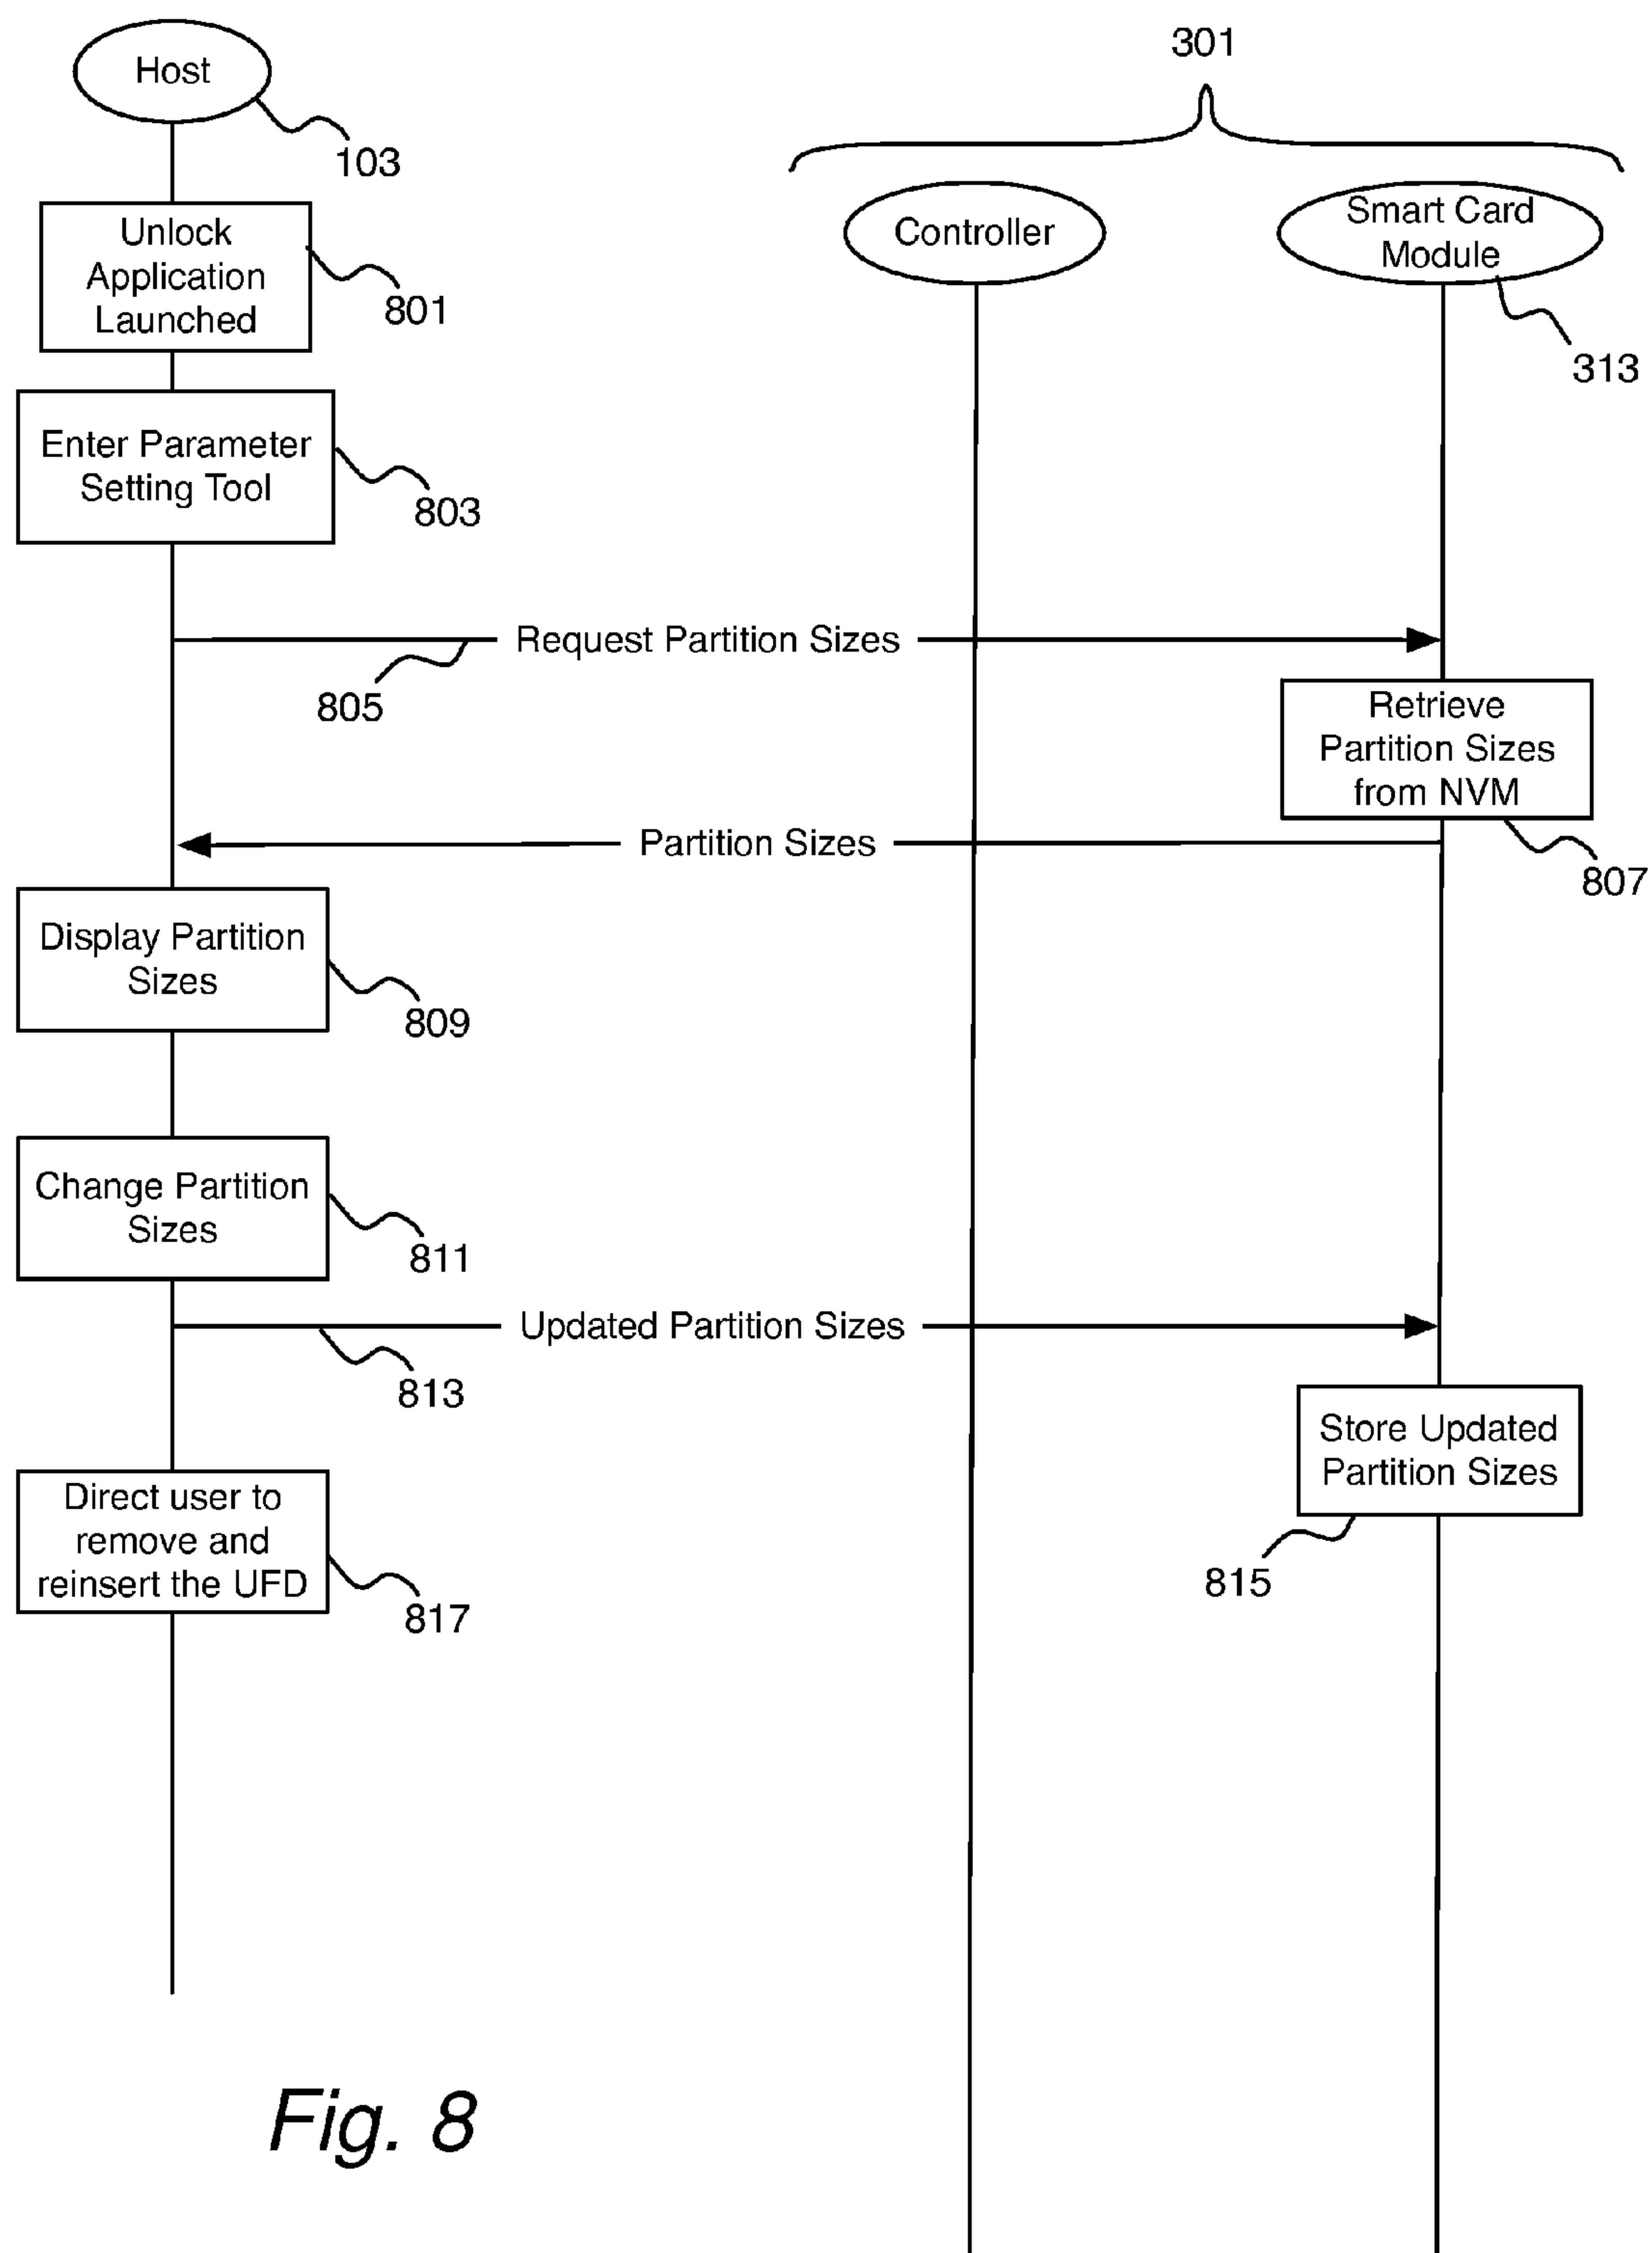 301
Host
103
Controller
Smart Card
Module
313
Unlock
Application
Launched
801
Enter Parameter
Setting Tool
803
Request Partition Sizes
805
Retrieve
Partition Sizes
from NVM
807
Partition Sizes
Display Partition
Sizes
809
Change Partition
Sizes
811
Updated Partition Sizes
813
Store Updated
Partition Sizes
815
Direct user to
remove and
reinsert the UFD
817
Fig. 8